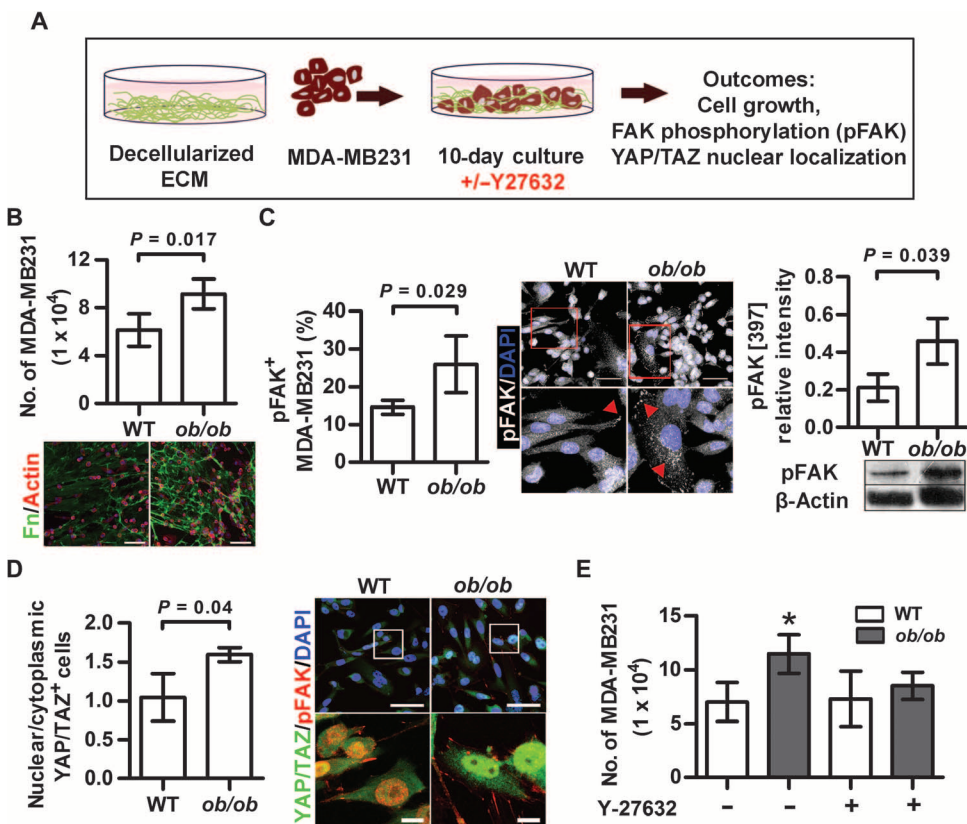 A
Decellularized
ECM
MDA-MB231
10-day culture
+/–Y27632
Outcomes:
Cell growth,
FAK phosphorylation (pFAK)
YAP/TAZ nuclear localization
B
P = 0.017
No. of MDA-MB231
(1 x 10⁴)
12
8
4
0
WT
ob/ob
Fn/Actin
C
P = 0.029
pFAK⁺
MDA-MB231 (%)
40
30
20
10
0
WT
ob/ob
WT
ob/ob
pFAK/DAPI
P = 0.039
pFAK [397]
relative intensity
0.8
0.6
0.4
0.2
0.0
WT
ob/ob
pFAK
β-Actin
D
P = 0.04
Nuclear/cytoplasmic
YAP/TAZ⁺ cells
2.0
1.5
1.0
0.5
0.0
WT
ob/ob
WT
ob/ob
YAP/TAZ/pFAK/DAPI
E
No. of MDA-MB231
(1 x 10⁴)
15
10
5
0
*
WT
ob/ob
Y-27632
–
–
+
+